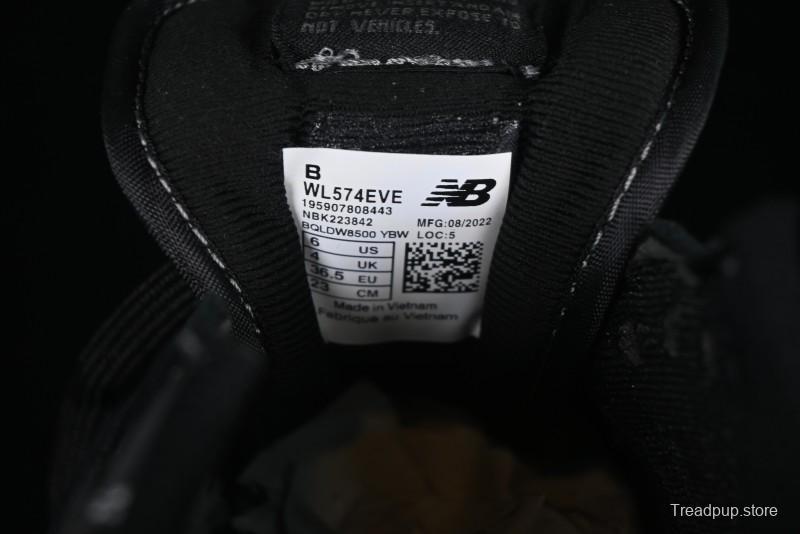 NOT VEHICLES.
B
WL574EVE
195907808443
NBK223842
BQLDW8500 YBW
NB
MFG:08/2022
LOC:5
6 US
4 UK
36.5 EU
23 CM
Made in Vietnam
Fabriqué au Vietnam
Treadpup.store